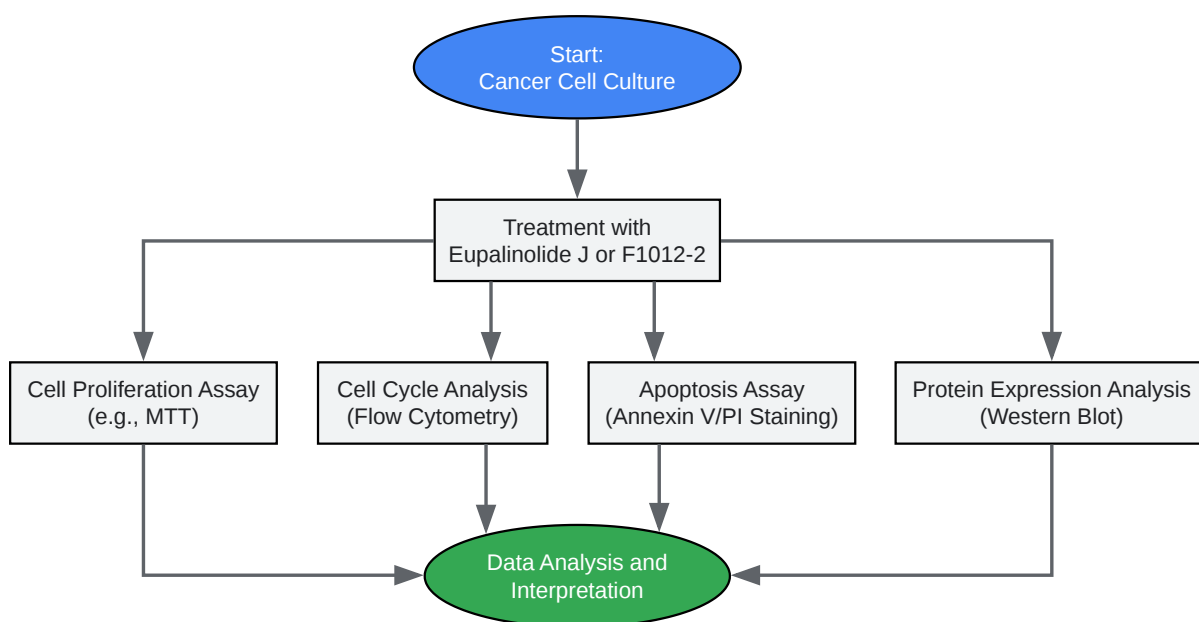 Start:
Cancer Cell Culture
Treatment with
Eupalinolide J or F1012-2
Cell Proliferation Assay
(e.g., MTT)
Cell Cycle Analysis
(Flow Cytometry)
Apoptosis Assay
(Annexin V/PI Staining)
Protein Expression Analysis
(Western Blot)
Data Analysis and
Interpretation